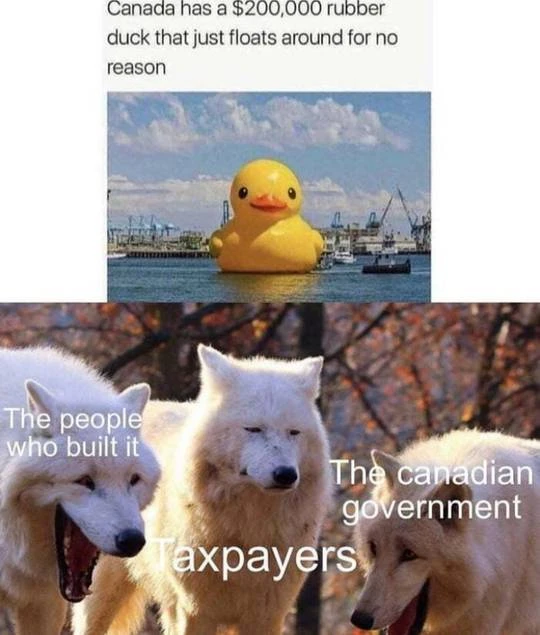 Canada has a $200,000 rubber
duck that just floats around for no
reason
The people
who built it
The canadian
government
Taxpayers